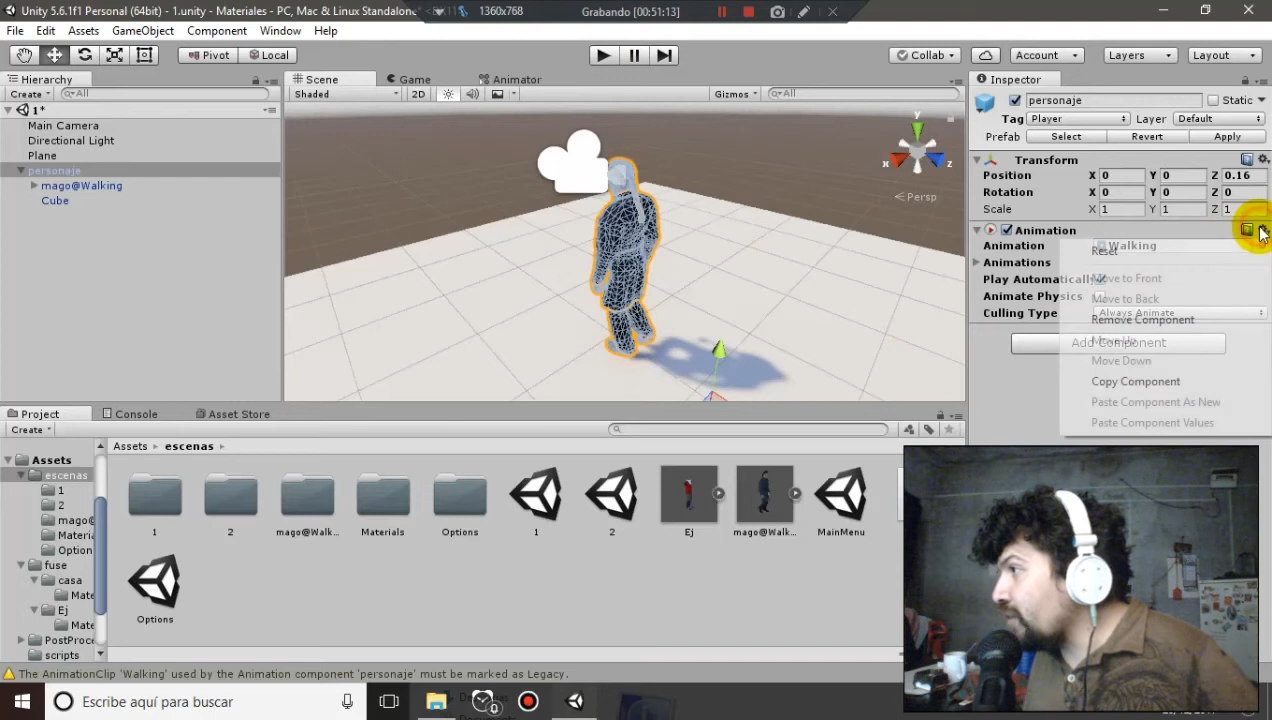 Unity 5.6.1f1 Personal (64bit) - 1.unity - Materiales - PC, Mac & Linux Standalone
1360x768
Grabando [00:51:13]
File Edit Assets GameObject Component Window Help
Pivot Local
Collab Account Layers Layout
Hierarchy
Create All
1*
Main Camera
Directional Light
Plane
personaje
mago@Walking
Cube
Scene Game Animator
Shaded 2D Gizmos All
y
x
z
Persp
Inspector
personaje Static
Tag Player Layer Default
Prefab Select Revert Apply
Transform
Position X 0 Y 0 Z 0.16
Rotation X 0 Y 0 Z 0
Scale X 1 Y 1 Z 1
Animation
Animation Walking
Animations
Play Automatically
Animate Physics
Culling Type Always Animate
Add Component
Reset
Move to Front
Move to Back
Remove Component
Move Up
Move Down
Copy Component
Paste Component As New
Paste Component Values
Project Console Asset Store
Create
Assets
escenas
1
2
mago@
Materi
Option
fuse
casa
Mate
Ej
Mate
PostProce
scripts
Assets escenas
1
2
mago@Walk...
Materials
Options
1
2
Ej
mago@Walk...
MainMenu
Options
The AnimationClip 'Walking' used by the Animation component 'personaje' must be marked as Legacy.
Escribe aquí para buscar
0